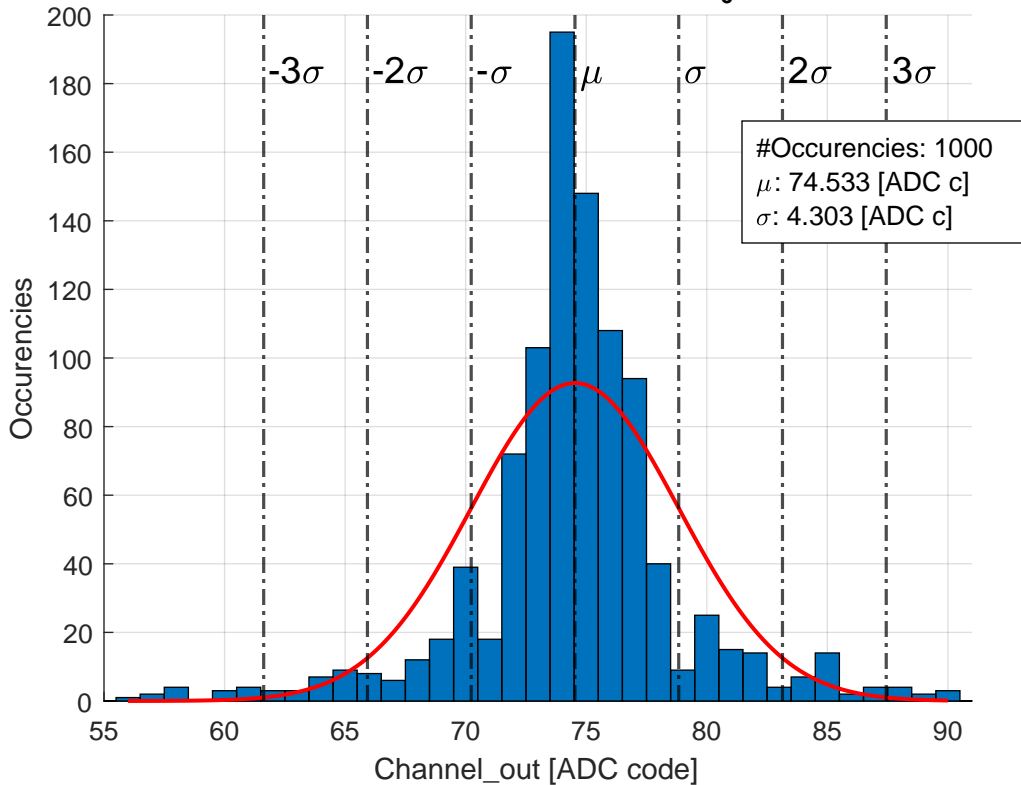 200
180
160
140
120
100
80
60
40
20
0
Occurencies
-3σ -2σ -σ μ σ 2σ 3σ
#Occurencies: 1000
μ: 74.533 [ADC c]
σ: 4.303 [ADC c]
55 60 65 70 75 80 85 90
Channel_out [ADC code]